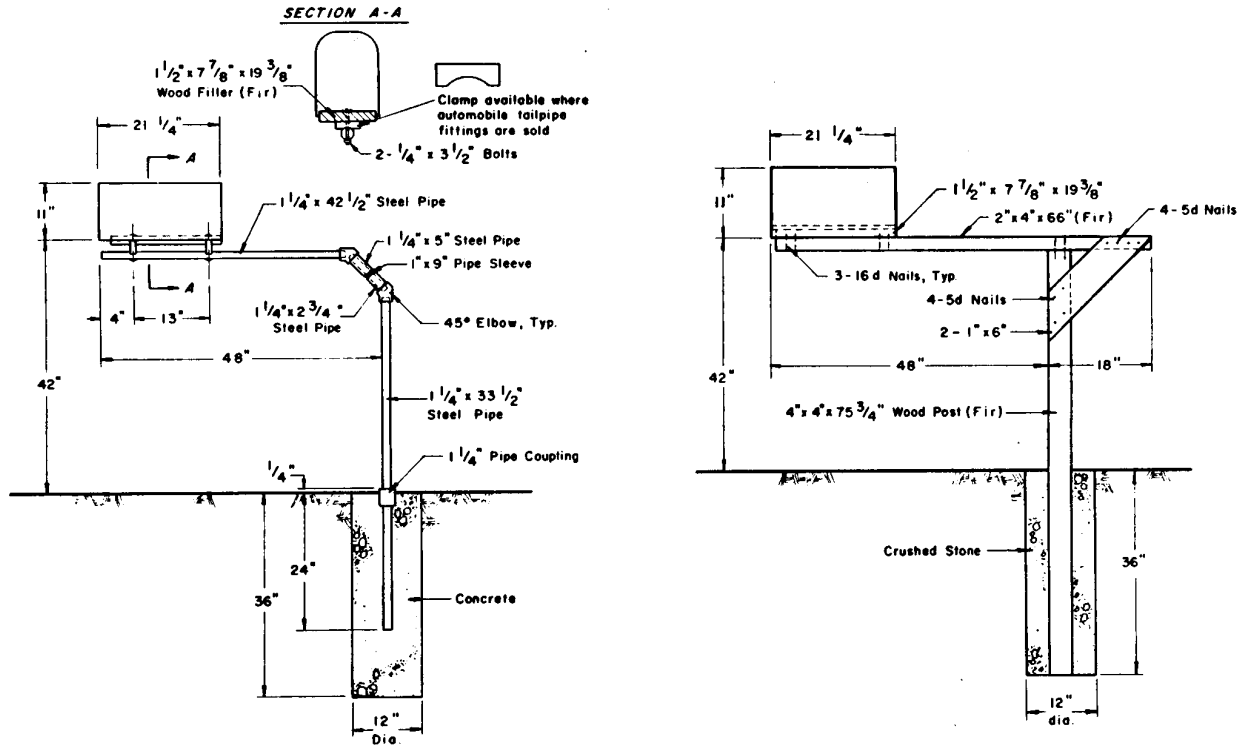 SECTION A-A
1 1/2" x 7 7/8" x 19 3/8"
Wood Filler (Fir)
Clamp available where
automobile tailpipe
fittings are sold
2- 1/4" x 3 1/2" Bolts
21 1/4"
A
11"
1 1/4" x 42 1/2" Steel Pipe
1 1/4" x 5" Steel Pipe
1" x 9" Pipe Sleeve
A
1 1/4" x 2 3/4"
Steel Pipe
45° Elbow, Typ.
4"
13"
48"
42"
1 1/4" x 33 1/2"
Steel Pipe
1/4"
1 1/4" Pipe Coupling
24"
36"
Concrete
12"
Dia.
21 1/4"
11"
1 1/2" x 7 7/8" x 19 3/8"
2" x 4" x 66" (Fir)
4-5d Nails
3-16d Nails, Typ.
4-5d Nails
2- 1" x 6"
48"
18"
42"
4" x 4" x 75 3/4" Wood Post (Fir)
Crushed Stone
36"
12"
dia.